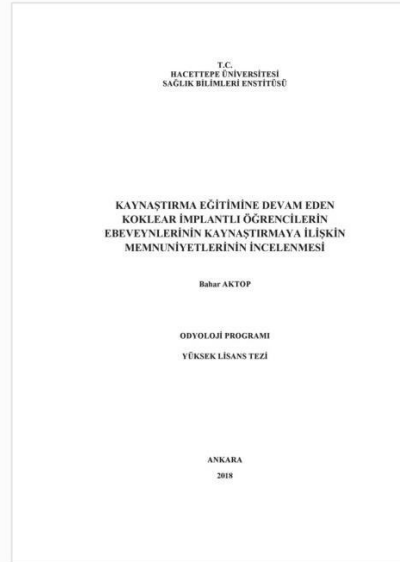 T.C.
HACETTEPE ÜNİVERSİTESİ
SAĞLIK BİLİMLERİ ENSTİTÜSÜ
KAYNAŞTIRMA EĞİTİMİNE DEVAM EDEN
KOKLEAR İMPLANTLI ÖĞRENCİLERİN
EBEVEYNLERİNİN KAYNAŞTIRMAYA İLİŞKİN
MEMNUNİYETLERİNİN İNCELENMESİ
Bahar AKTOP
ODYOLOJİ PROGRAMI
YÜKSEK LİSANS TEZİ
ANKARA
2018